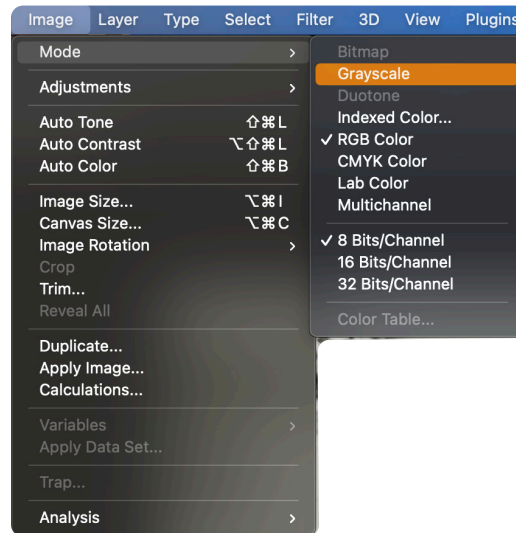 Image Layer Type Select Filter 3D View Plugins
Mode >
Adjustments >
Auto Tone ⇧⌘L
Auto Contrast ⌥⇧⌘L
Auto Color ⇧⌘B
Image Size... ⌥⌘I
Canvas Size... ⌥⌘C
Image Rotation >
Crop
Trim...
Reveal All
Duplicate...
Apply Image...
Calculations...
Variables >
Apply Data Set...
Trap...
Analysis >
Bitmap
Grayscale
Duotone
Indexed Color...
✓ RGB Color
CMYK Color
Lab Color
Multichannel
✓ 8 Bits/Channel
16 Bits/Channel
32 Bits/Channel
Color Table...